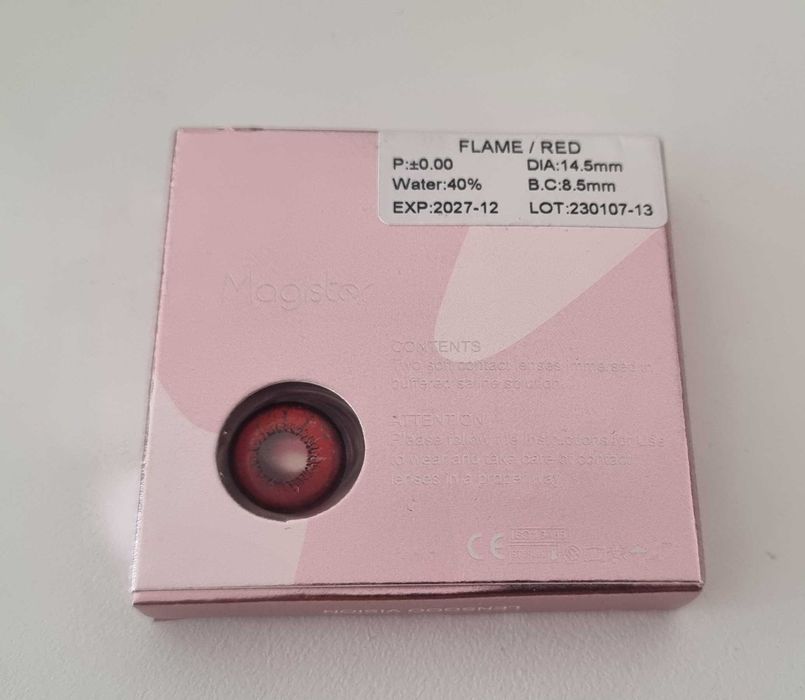 FLAME / RED
P:±0.00 DIA:14.5mm
Water:40% B.C:8.5mm
EXP:2027-12 LOT:230107-13
Magister
CONTENTS
Two soft contact lenses immersed in
buffered saline solution.
ATTENTION
Please follow the Instructions for Use
to wear and take care of contact
lenses in a proper way.
CE
LENSGOO VISION